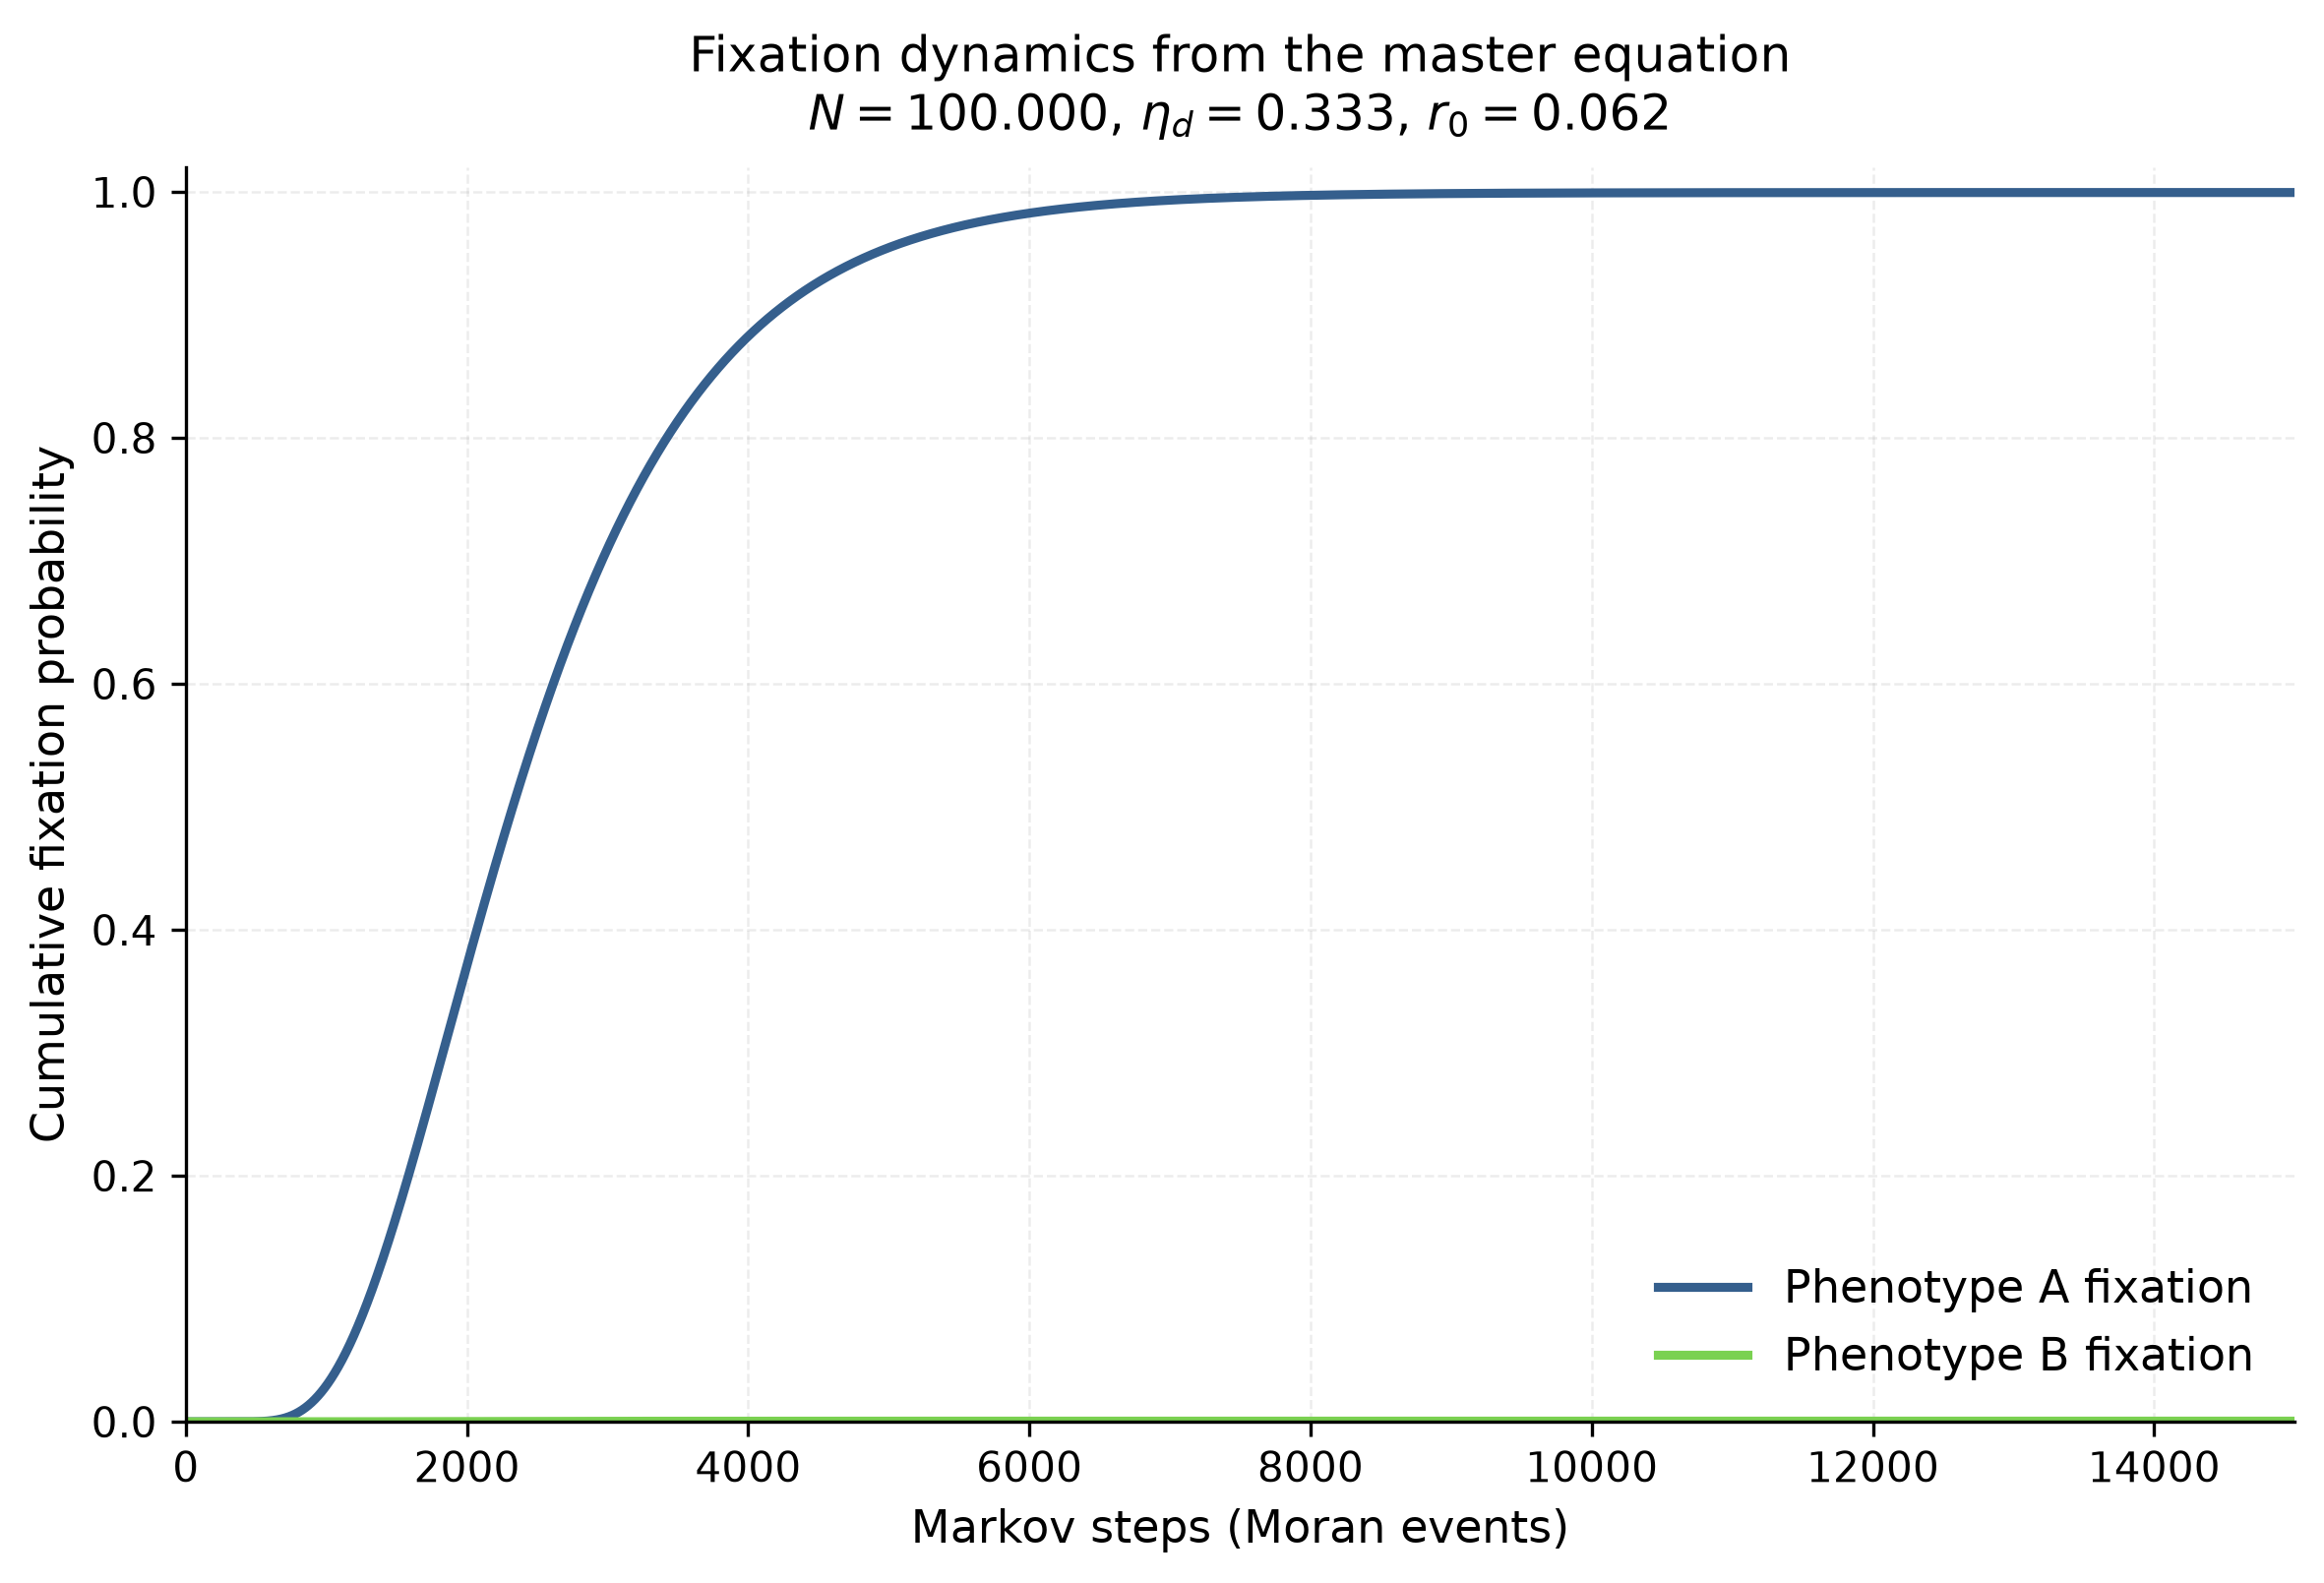 Fixation dynamics from the master equation
N = 100.000, η_d = 0.333, r_0 = 0.062
Cumulative fixation probability
1.0
0.8
0.6
0.4
0.2
0.0
0 2000 4000 6000 8000 10000 12000 14000
Markov steps (Moran events)
Phenotype A fixation
Phenotype B fixation